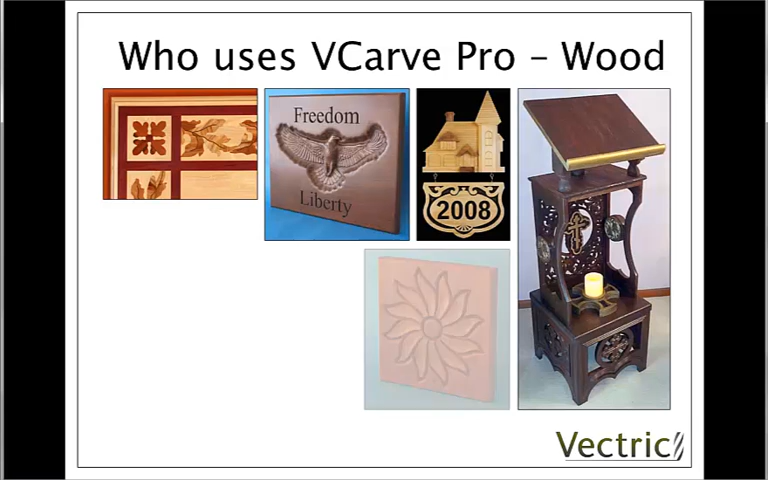 Who uses VCarve Pro – Wood
Freedom
Liberty
2008
Vectric